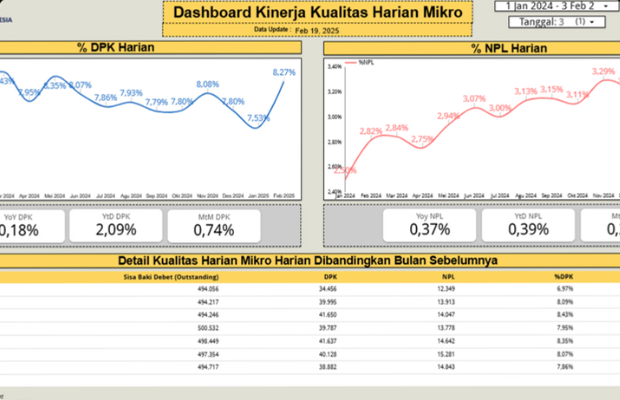 ESIA
Dashboard Kinerja Kualitas Harian Mikro
Data Update : Feb 19, 2025
1 Jan 2024 - 3 Feb 2
Tanggal: 3 (1)
% DPK Harian
% NPL Harian
%NPL
3,40%
3,20%
3,00%
2,80%
2,60%
2,40%
43%
7,95%
8,35%
8,07%
7,86%
7,93%
7,79%
7,80%
8,08%
7,80%
7,53%
8,27%
2,82%
2,84%
2,75%
2,94%
3,07%
3,00%
3,13%
3,15%
3,11%
3,29%
2024 Apr 2024 Mei 2024 Jun 2024 Jul 2024 Agu 2024 Sep 2024 Okt 2024 Nov 2024 Des 2024 Jan 2025 Feb 2025
Jan 2024 Feb 2024 Mar 2024 Apr 2024 Mei 2024 Jun 2024 Jul 2024 Agu 2024 Sep 2024 Okt 2024 Nov 2024
YoY DPK
0,18%
YtD DPK
2,09%
MtM DPK
0,74%
Yoy NPL
0,37%
YtD NPL
0,39%
Mt
0,
Detail Kualitas Harian Mikro Harian Dibandingkan Bulan Sebelumnya
Sisa Baki Debet (Outstanding) DPK NPL %DPK
494.056 34.456 12.349 6,97%
494.217 39.995 13.913 8,09%
494.246 41.650 14.047 8,43%
500.532 39.787 13.778 7,95%
498.449 41.637 14.642 8,35%
497.354 40.128 15.281 8,07%
494.717 38.882 14.843 7,86%